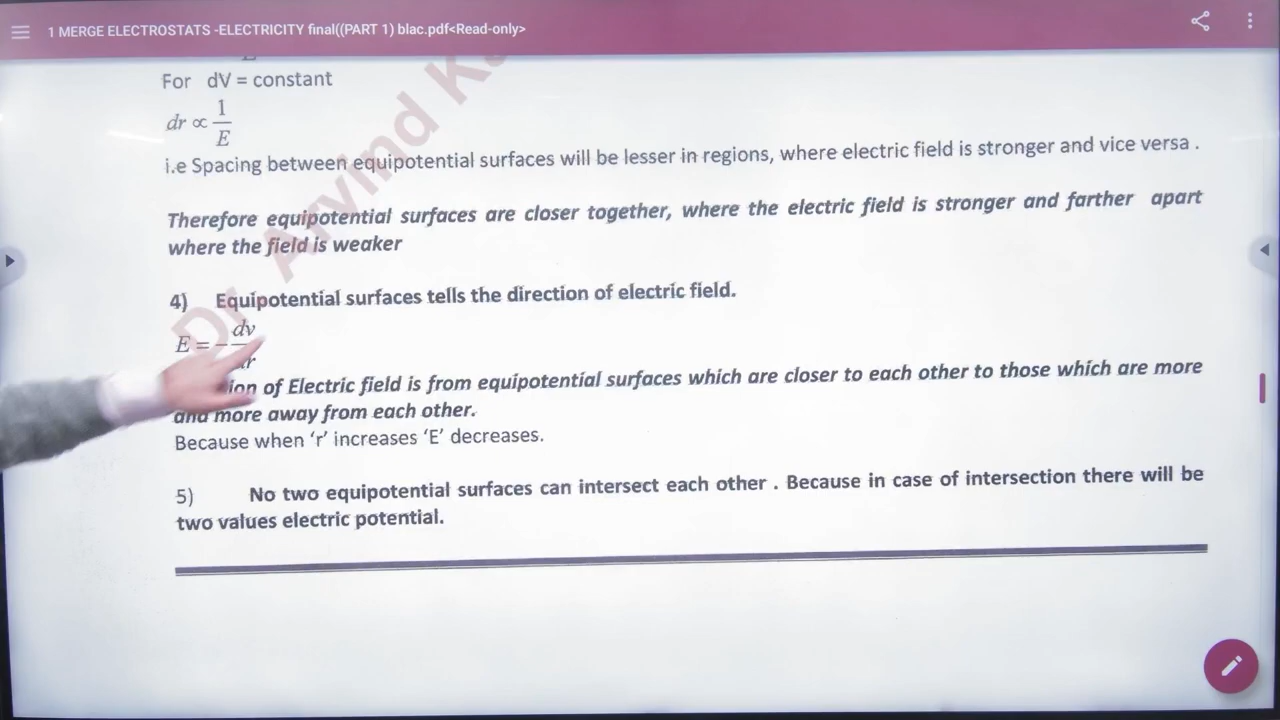 1 MERGE ELECTROSTATS -ELECTRICITY final((PART 1) blac.pdf<Read-only>
For dV = constant
dr ∝ 1/E
i.e Spacing between equipotential surfaces will be lesser in regions, where electric field is stronger and vice versa .
Therefore equipotential surfaces are closer together, where the electric field is stronger and farther apart
where the field is weaker
4) Equipotential surfaces tells the direction of electric field.
E = - dv
of Electric field is from equipotential surfaces which are closer to each other to those which are more
and more away from each other.
Because when ‘r’ increases ‘E’ decreases.
5) No two equipotential surfaces can intersect each other . Because in case of intersection there will be
two values electric potential.
Dr. Arvind